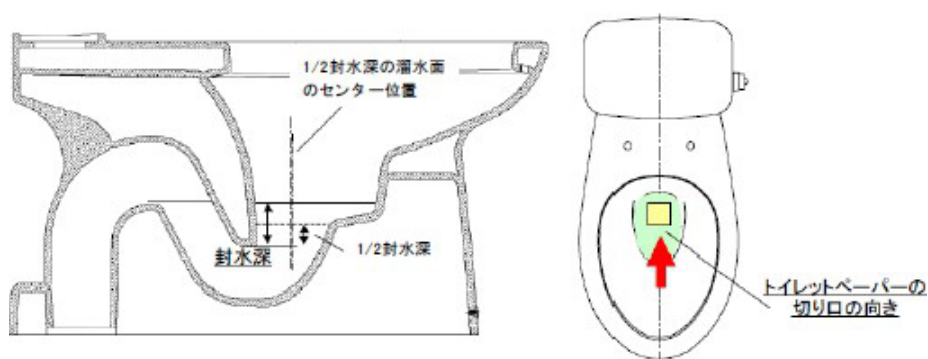 1/2封水深の溜水面
のセンター位置
封水深
1/2封水深
トイレットペーパーの
切り口の向き